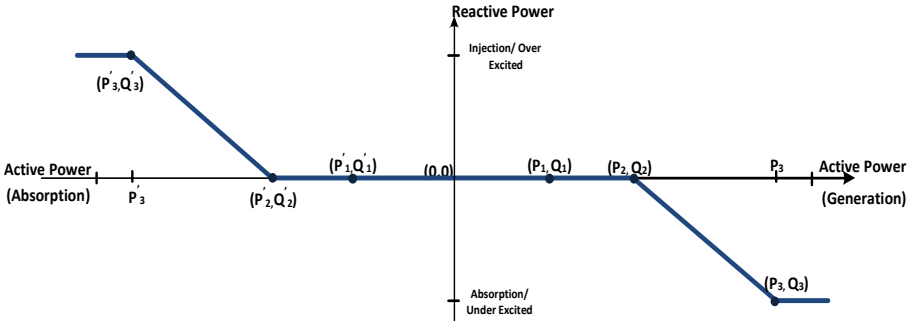 Reactive Power
Injection/ Over
Excited
(P'3,Q'3)
Active Power
(Absorption)
P'3
(P'2,Q'2)
(P'1,Q'1)
(0,0)
(P1, Q1)
(P2, Q2)
P3
Active Power
(Generation)
(P3, Q3)
Absorption/
Under Excited